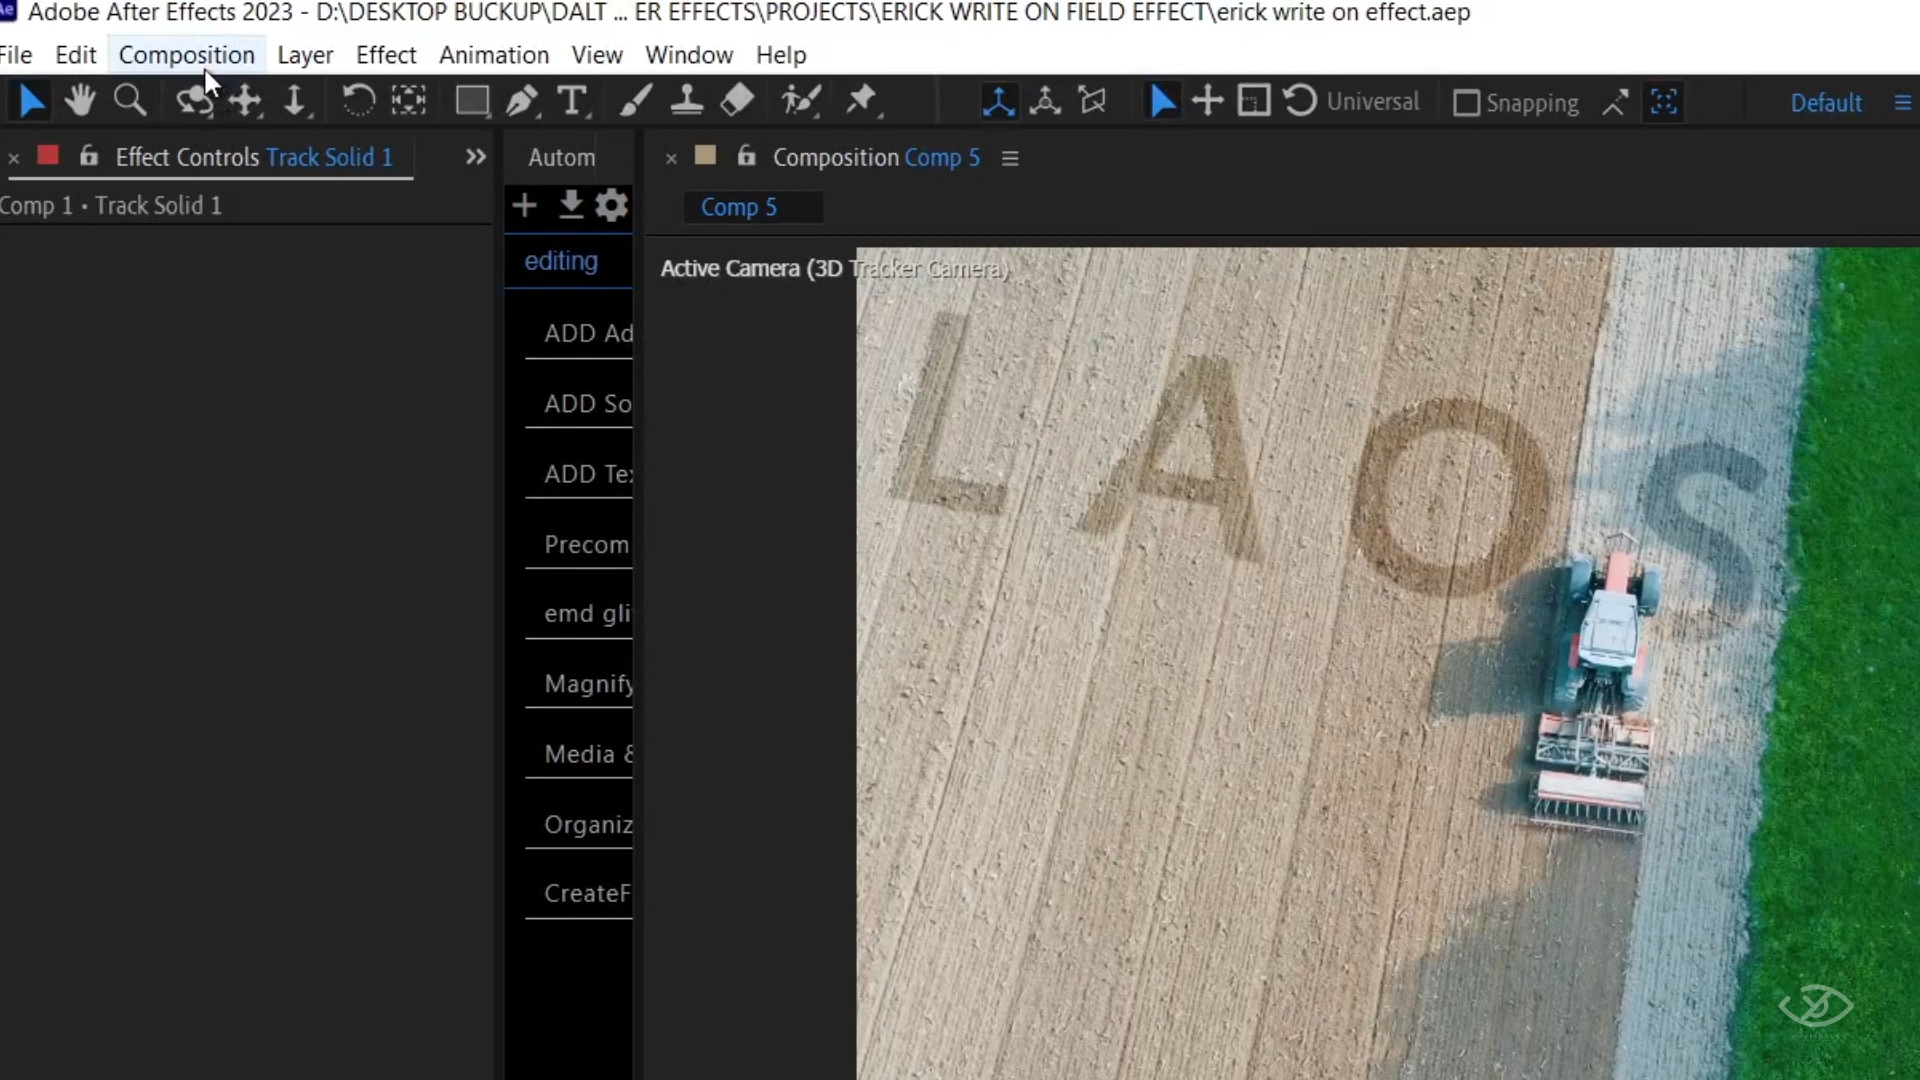 Adobe After Effects 2023 - D:\DESKTOP BUCKUP\DALT ... ER EFFECTS\PROJECTS\ERICK WRITE ON FIELD EFFECT\erick write on effect.aep
File Edit Composition Layer Effect Animation View Window Help
Universal Snapping Default
Effect Controls Track Solid 1
Autom
Composition Comp 5
Comp 1 • Track Solid 1
Comp 5
editing
Active Camera (3D Tracker Camera)
ADD Ad
ADD So
ADD Te
Precom
emd gli
Magnify
Media &
Organiz
CreateF
LAOS